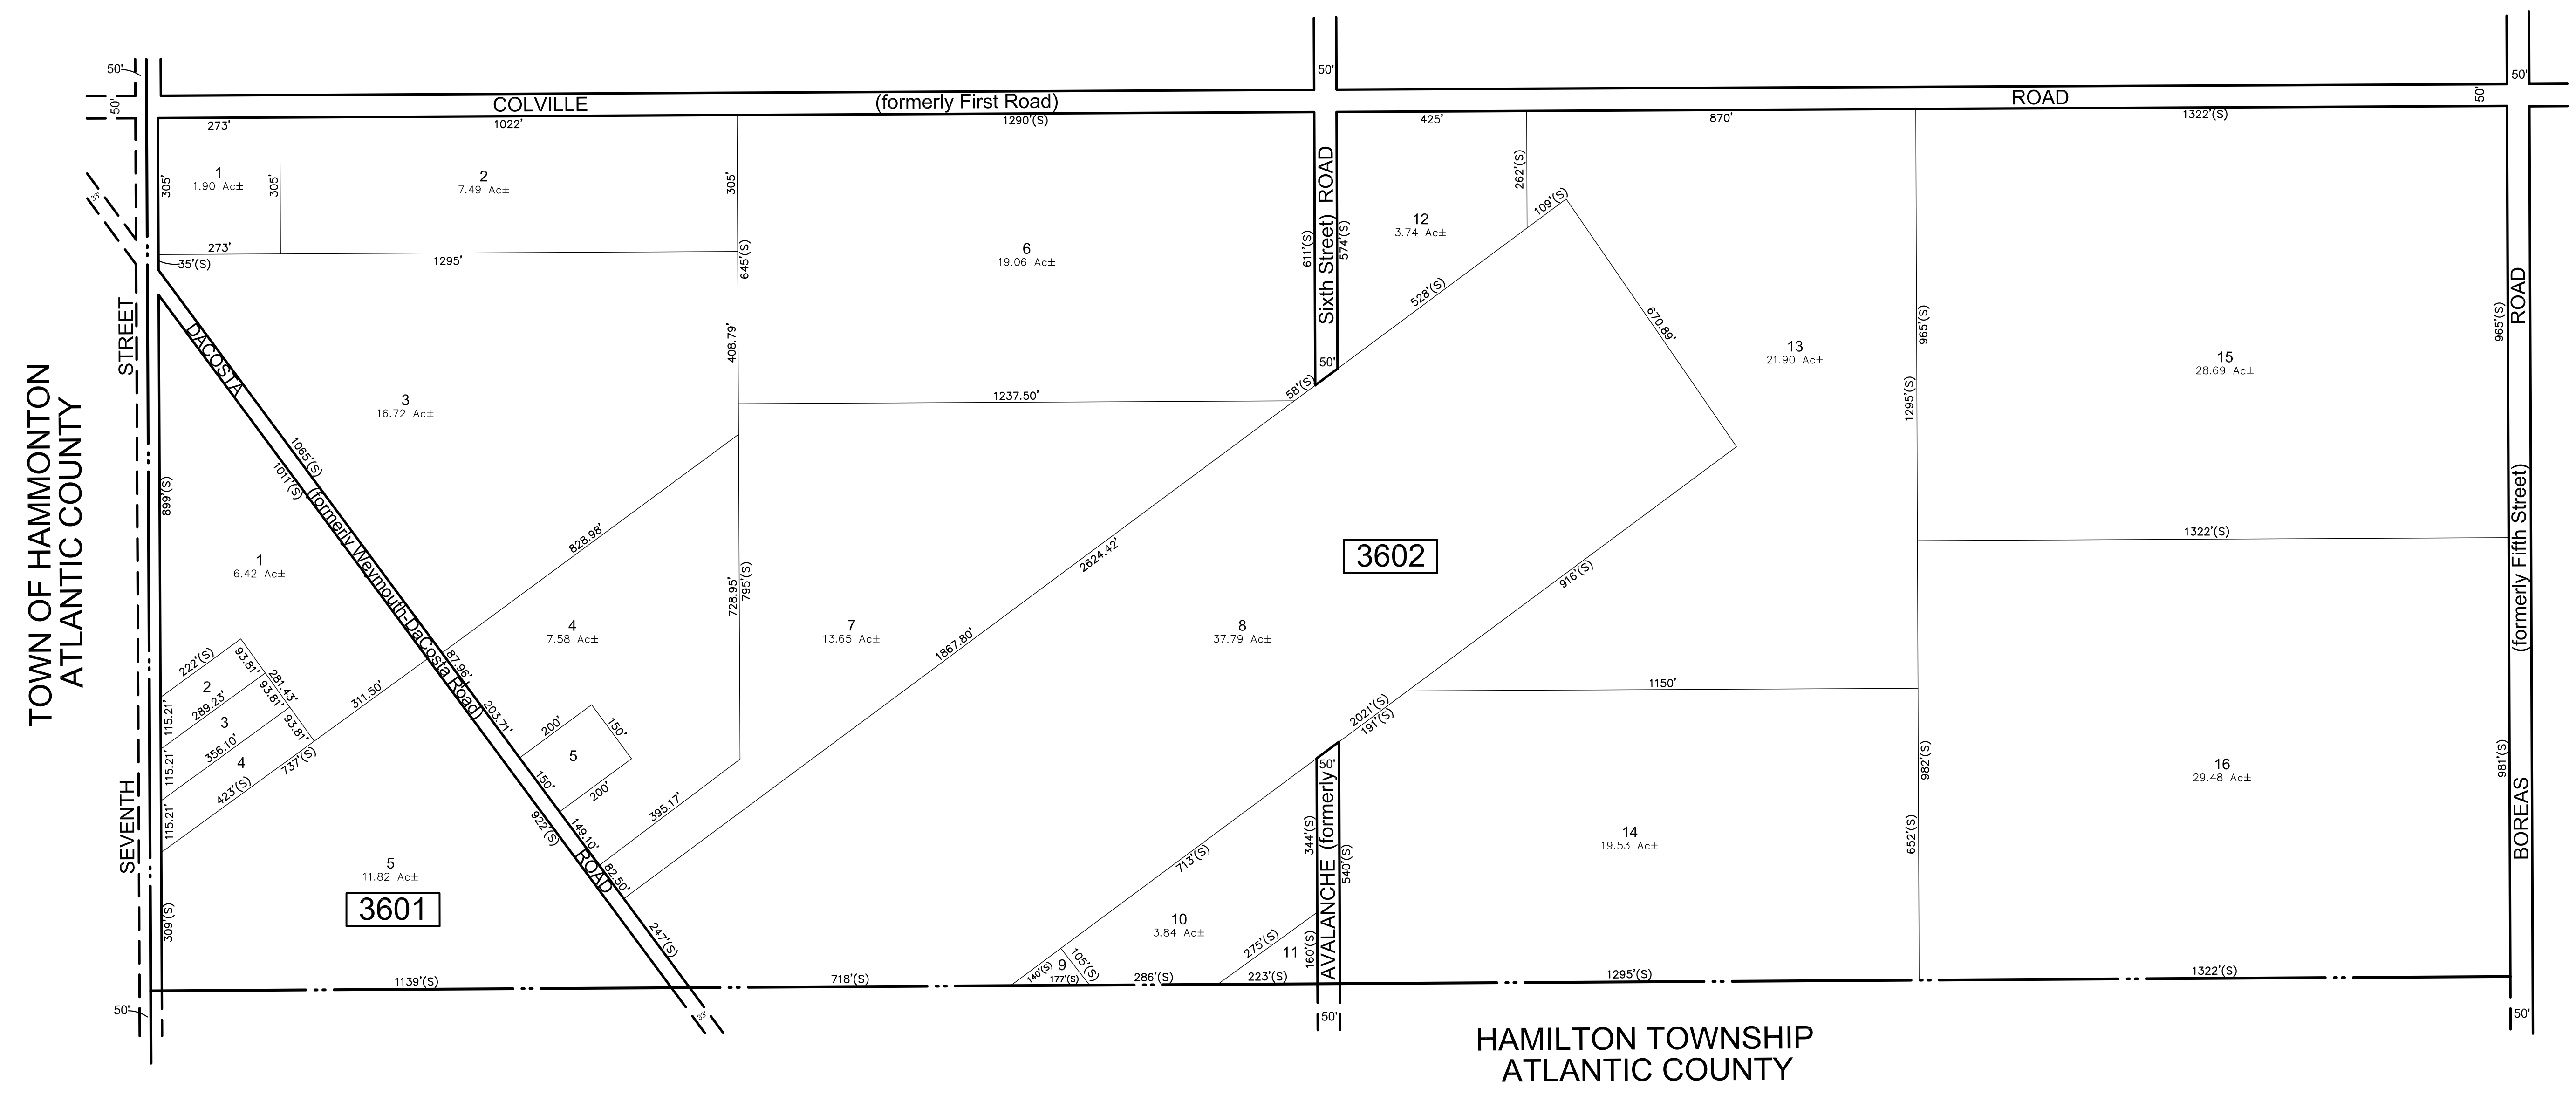 50'
50'
50'
50'
50'
50'
COLVILLE (formerly First Road) ROAD
273'
1022'
1290'(S)
425'
870'
1322'(S)
33'
305'
1
1.90 Ac±
305'
2
7.49 Ac±
305'
273'
35'(S)
1295'
645'(S)
408.79'
6
19.06 Ac±
611'(S)
AVALANCHE (formerly Sixth Street) ROAD
574'(S)
50'
12
3.74 Ac±
262'(S)
109'(S)
528'(S)
670.89'
13
21.90 Ac±
965'(S)
1295'(S)
15
28.69 Ac±
965'(S)
BOREAS (formerly Fifth Street) ROAD
TOWN OF HAMMONTON
ATLANTIC COUNTY
SEVENTH STREET
DACOSTA (formerly Weymouth-DaCosta Road) ROAD
3
16.72 Ac±
1237.50'
58'(S)
1065'(S)
1011'(S)
899'(S)
1
6.42 Ac±
828.98'
728.95'
795'(S)
2624.42'
1867.80'
3602
916'(S)
1322'(S)
4
7.58 Ac±
7
13.65 Ac±
8
37.79 Ac±
222'(S)
93.81'
281.43'
2
289.23'
93.81'
115.21'
3
356.10'
93.81'
115.21'
4
423'(S)
737'(S)
115.21'
311.50'
87.96'
203.71'
200'
150'
5
150'
200'
149.10'
395.17'
82.50'
922'(S)
247'(S)
1150'
2021'(S)
191'(S)
50'
982'(S)
16
29.48 Ac±
981'(S)
14
19.53 Ac±
652'(S)
344'(S)
540'(S)
713'(S)
5
11.82 Ac±
3601
309'(S)
10
3.84 Ac±
275'(S)
11
160'(S)
105'(S)
9
140'(S)
177'(S)
286'(S)
223'(S)
1139'(S)
718'(S)
1295'(S)
1322'(S)
50'
33'
50'
50'
HAMILTON TOWNSHIP
ATLANTIC COUNTY